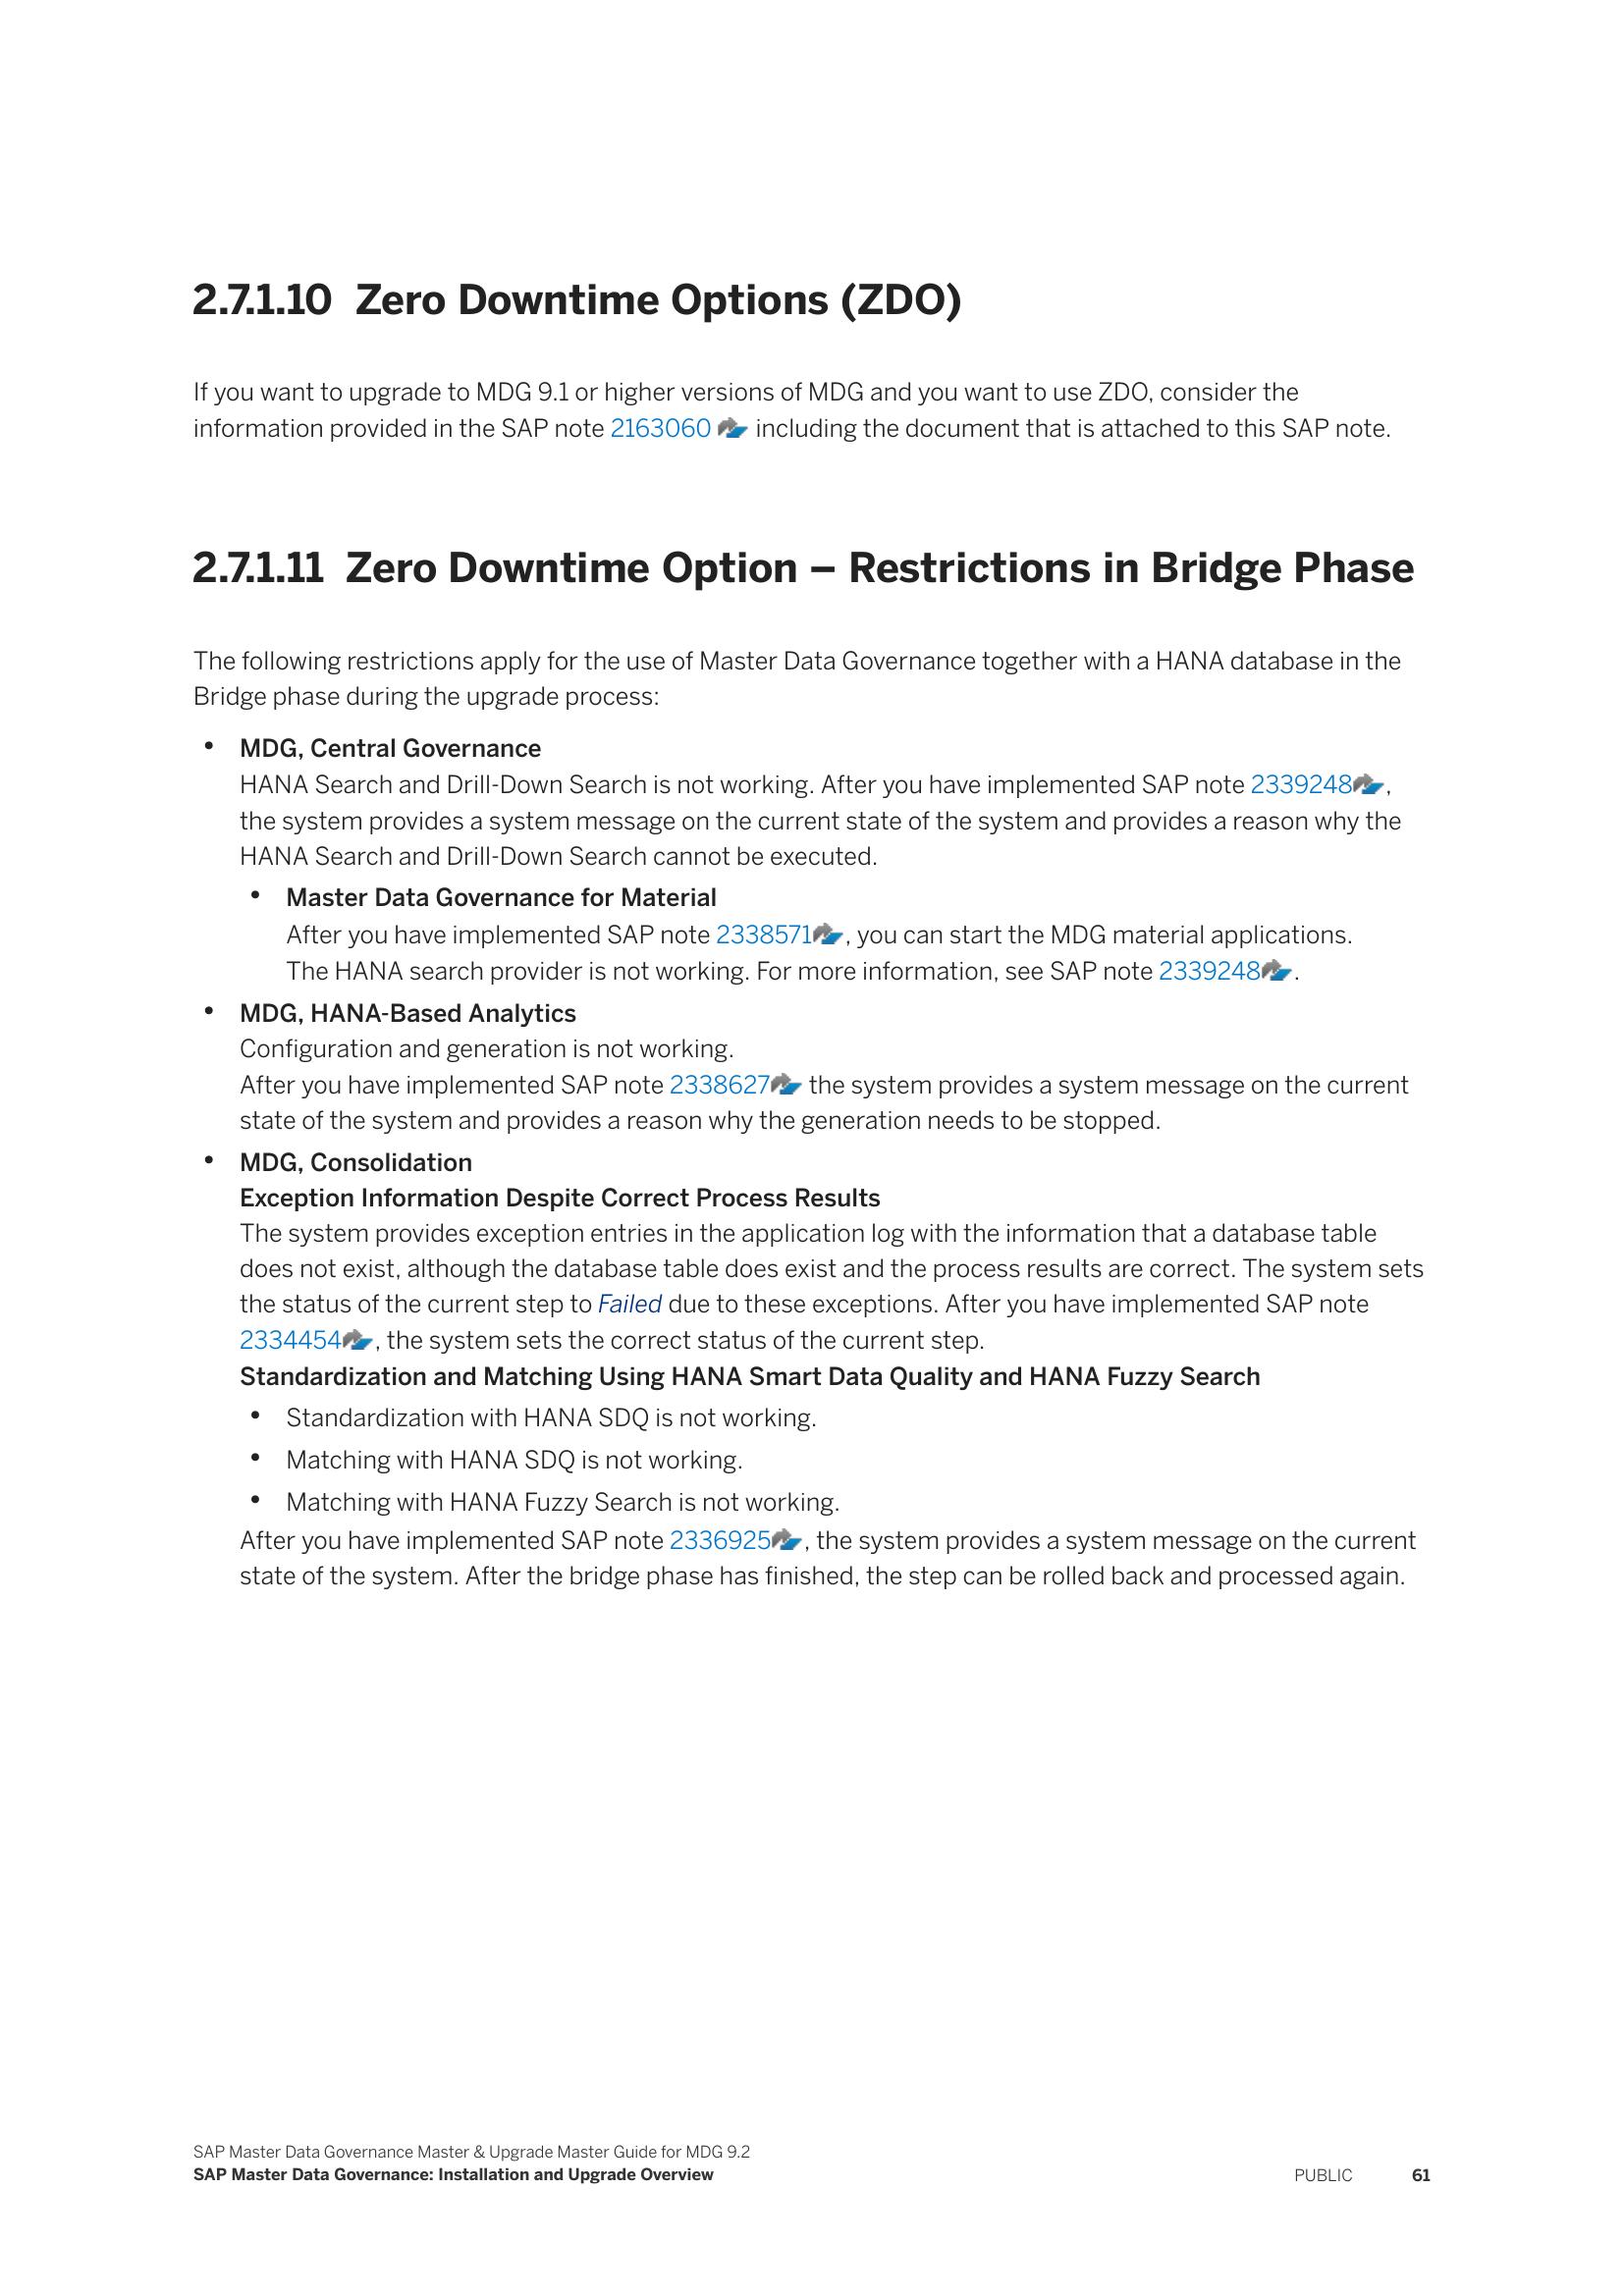 2.7.1.10 Zero Downtime Options (ZDO)
If you want to upgrade to MDG 9.1 or higher versions of MDG and you want to use ZDO, consider the
information provided in the SAP note 2163060 including the document that is attached to this SAP note.
2.7.1.11 Zero Downtime Option – Restrictions in Bridge Phase
The following restrictions apply for the use of Master Data Governance together with a HANA database in the
Bridge phase during the upgrade process:
• MDG, Central Governance
HANA Search and Drill-Down Search is not working. After you have implemented SAP note 2339248,
the system provides a system message on the current state of the system and provides a reason why the
HANA Search and Drill-Down Search cannot be executed.
• Master Data Governance for Material
After you have implemented SAP note 2338571, you can start the MDG material applications.
The HANA search provider is not working. For more information, see SAP note 2339248.
• MDG, HANA-Based Analytics
Configuration and generation is not working.
After you have implemented SAP note 2338627 the system provides a system message on the current
state of the system and provides a reason why the generation needs to be stopped.
• MDG, Consolidation
Exception Information Despite Correct Process Results
The system provides exception entries in the application log with the information that a database table
does not exist, although the database table does exist and the process results are correct. The system sets
the status of the current step to Failed due to these exceptions. After you have implemented SAP note
2334454, the system sets the correct status of the current step.
Standardization and Matching Using HANA Smart Data Quality and HANA Fuzzy Search
• Standardization with HANA SDQ is not working.
• Matching with HANA SDQ is not working.
• Matching with HANA Fuzzy Search is not working.
After you have implemented SAP note 2336925, the system provides a system message on the current
state of the system. After the bridge phase has finished, the step can be rolled back and processed again.
SAP Master Data Governance Master & Upgrade Master Guide for MDG 9.2
SAP Master Data Governance: Installation and Upgrade Overview
PUBLIC 61